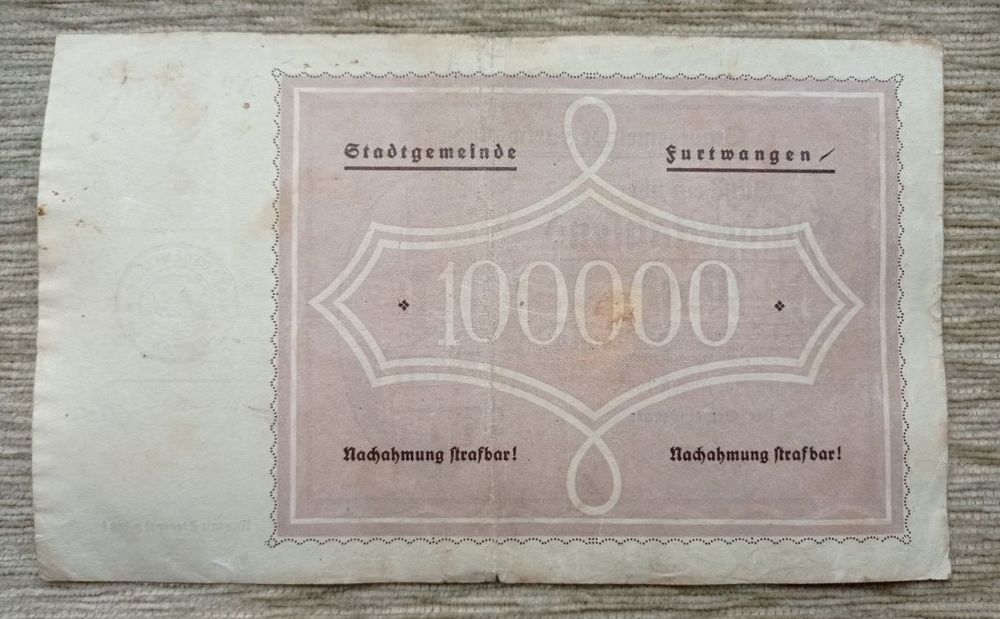 Stadtgemeinde Furtwangen
100000
Nachahmung strafbar! Nachahmung strafbar!